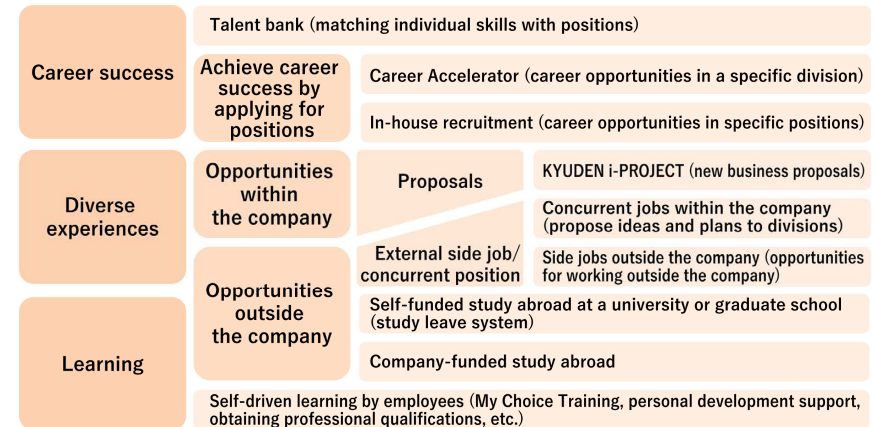 Career success
Talent bank (matching individual skills with positions)
Achieve career
success by
applying for
positions
Career Accelerator (career opportunities in a specific division)
In-house recruitment (career opportunities in specific positions)
Diverse
experiences
Opportunities
within
the company
Proposals
KYUDEN i-PROJECT (new business proposals)
Concurrent jobs within the company
(propose ideas and plans to divisions)
External side job/
concurrent position
Side jobs outside the company (opportunities
for working outside the company)
Opportunities
outside
the company
Learning
Self-funded study abroad at a university or graduate school
(study leave system)
Company-funded study abroad
Self-driven learning by employees (My Choice Training, personal development support,
obtaining professional qualifications, etc.)